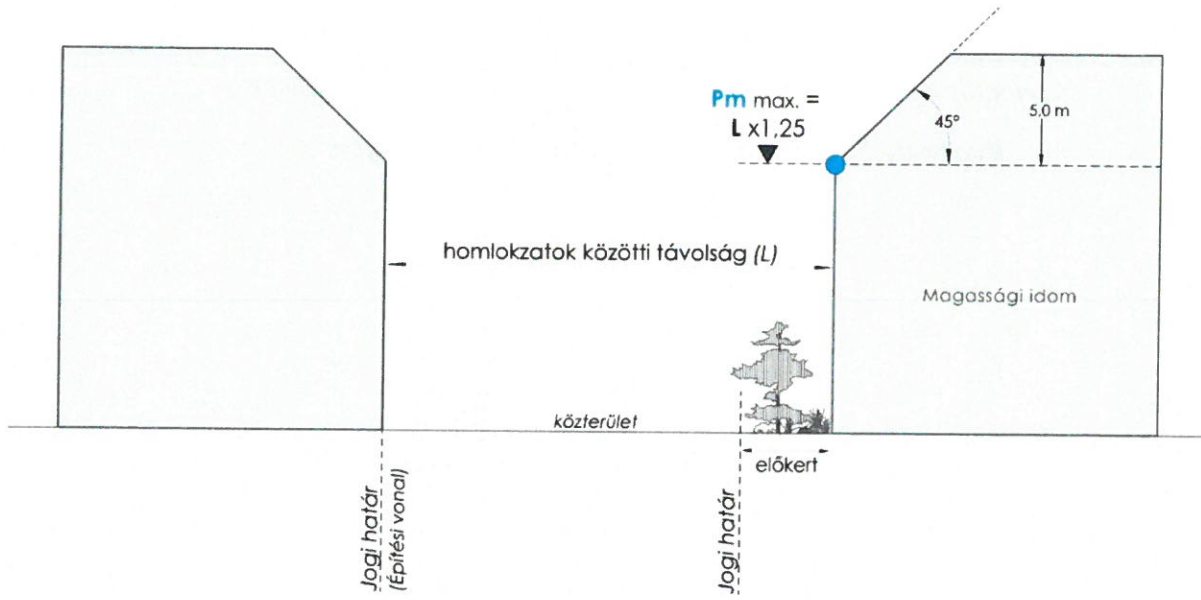 Pm max. =
L x1,25
45°
5,0 m
homlokzatok közötti távolság (L)
Magassági idom
közterület
előkert
Jogi határ
(Építési vonal)
Jogi határ